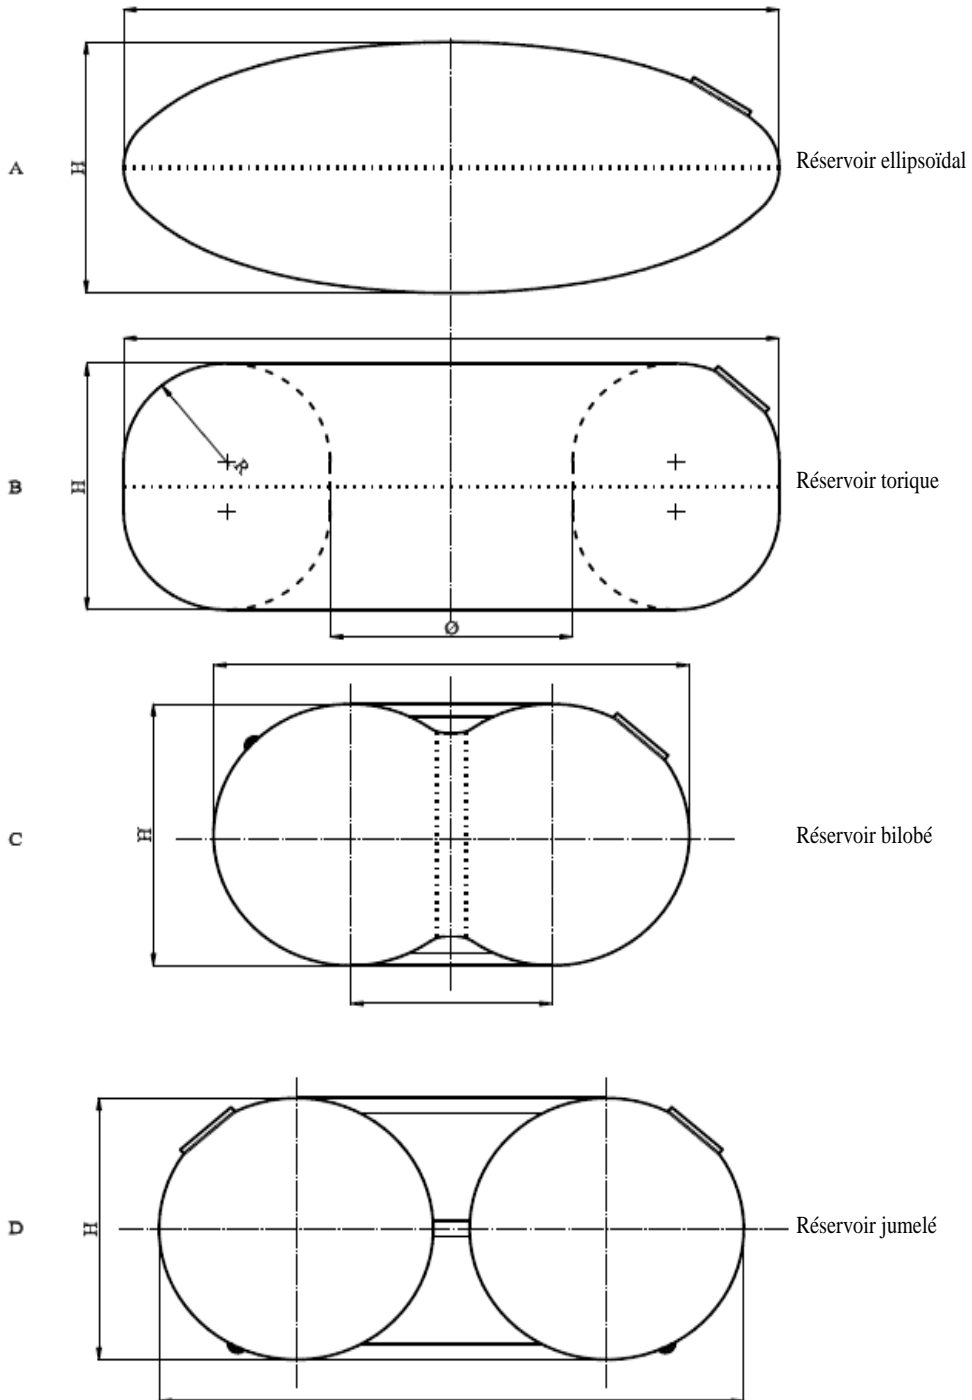 A
H
Réservoir ellipsoïdal
R
B
H
Réservoir torique
Ø
C
H
Réservoir bilobé
D
H
Réservoir jumelé